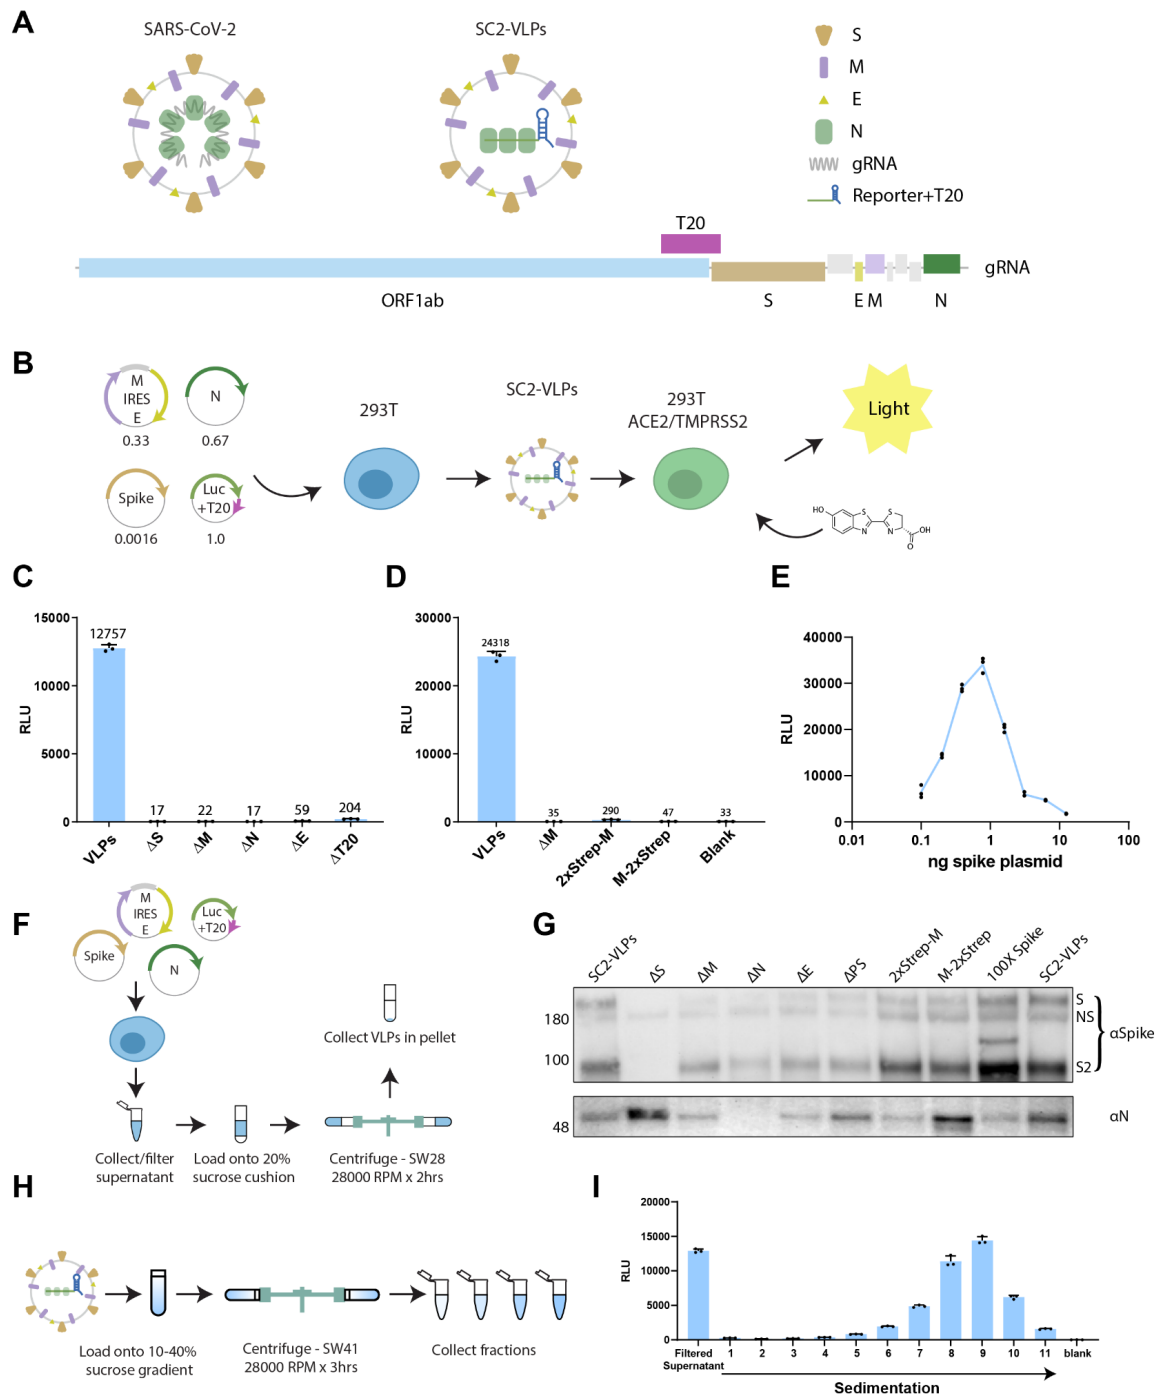 A
SARS-CoV-2
SC2-VLPs
S
M
E
N
gRNA
Reporter+T20
T20
gRNA
ORF1ab
S
E M
N
B
M
IRES
E
N
0.33
0.67
Spike
Luc
+T20
0.0016
1.0
293T
SC2-VLPs
293T
ACE2/TMPRSS2
Light
HO
S
N
S
N
OH
O
C
15000
10000
5000
0
RLU
12757
17
22
17
59
204
VLPs
ΔS
ΔM
ΔN
ΔE
ΔT20
D
30000
20000
10000
0
RLU
24318
35
290
47
33
VLPs
ΔM
2xStrep-M
M-2xStrep
Blank
E
40000
30000
20000
10000
0
RLU
0.01
0.1
1
10
100
ng spike plasmid
F
M
IRES
E
Luc
+T20
Spike
N
Collect VLPs in pellet
Collect/filter
supernatant
Load onto 20%
sucrose cushion
Centrifuge - SW28
28000 RPM x 2hrs
G
SC2-VLPs
ΔS
ΔM
ΔN
ΔE
ΔPS
2xStrep-M
M-2xStrep
100X Spike
SC2-VLPs
180
100
48
S
NS
S2
αSpike
αN
H
Load onto 10-40%
sucrose gradient
Centrifuge - SW41
28000 RPM x 3hrs
Collect fractions
I
20000
15000
10000
5000
0
RLU
Filtered
Supernatant
1
2
3
4
5
6
7
8
9
10
11
blank
Sedimentation